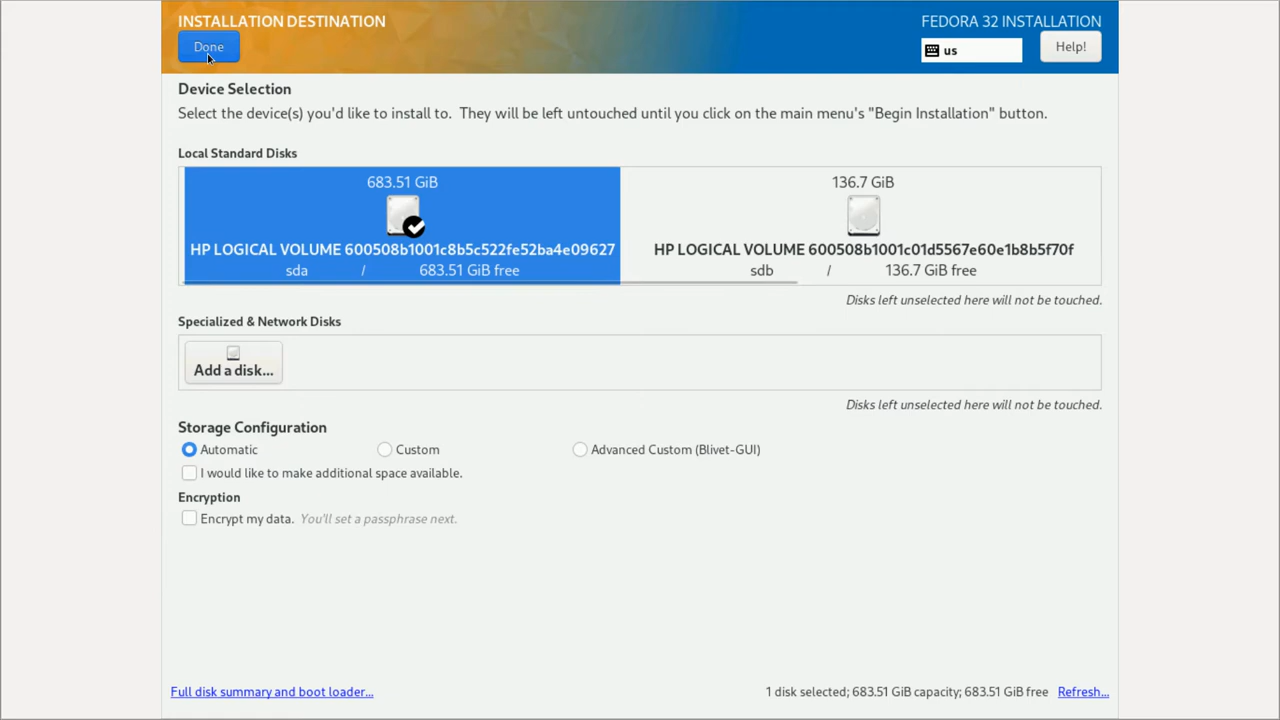 INSTALLATION DESTINATION
FEDORA 32 INSTALLATION
Done
us
Help!
Device Selection
Select the device(s) you'd like to install to. They will be left untouched until you click on the main menu's "Begin Installation" button.
Local Standard Disks
683.51 GiB
HP LOGICAL VOLUME 600508b1001c8b5c522fe52ba4e09627
sda / 683.51 GiB free
136.7 GiB
HP LOGICAL VOLUME 600508b1001c01d5567e60e1b8b5f70f
sdb / 136.7 GiB free
Disks left unselected here will not be touched.
Specialized & Network Disks
Add a disk...
Disks left unselected here will not be touched.
Storage Configuration
Automatic Custom Advanced Custom (Blivet-GUI)
I would like to make additional space available.
Encryption
Encrypt my data. You'll set a passphrase next.
Full disk summary and boot loader...
1 disk selected; 683.51 GiB capacity; 683.51 GiB free Refresh...